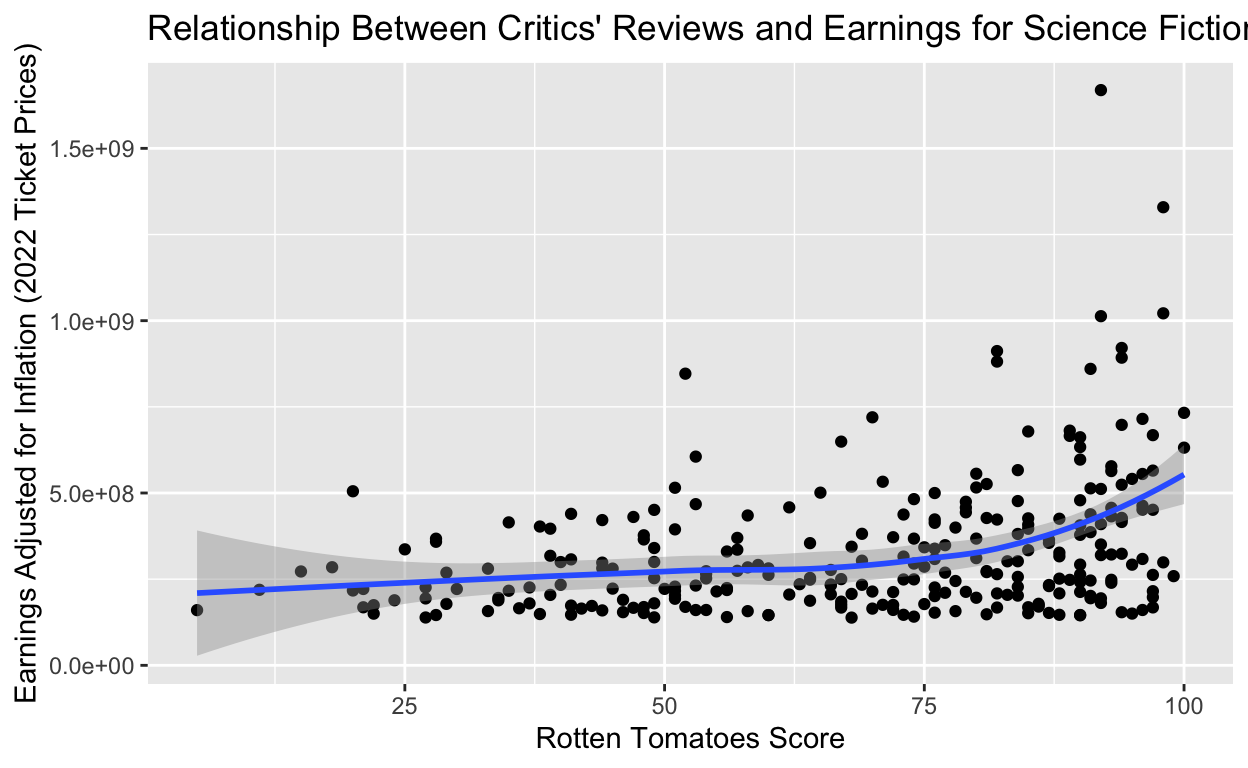 Relationship Between Critics' Reviews and Earnings for Science Fiction
Earnings Adjusted for Inflation (2022 Ticket Prices)
1.5e+09
1.0e+09
5.0e+08
0.0e+00
25
50
75
100
Rotten Tomatoes Score